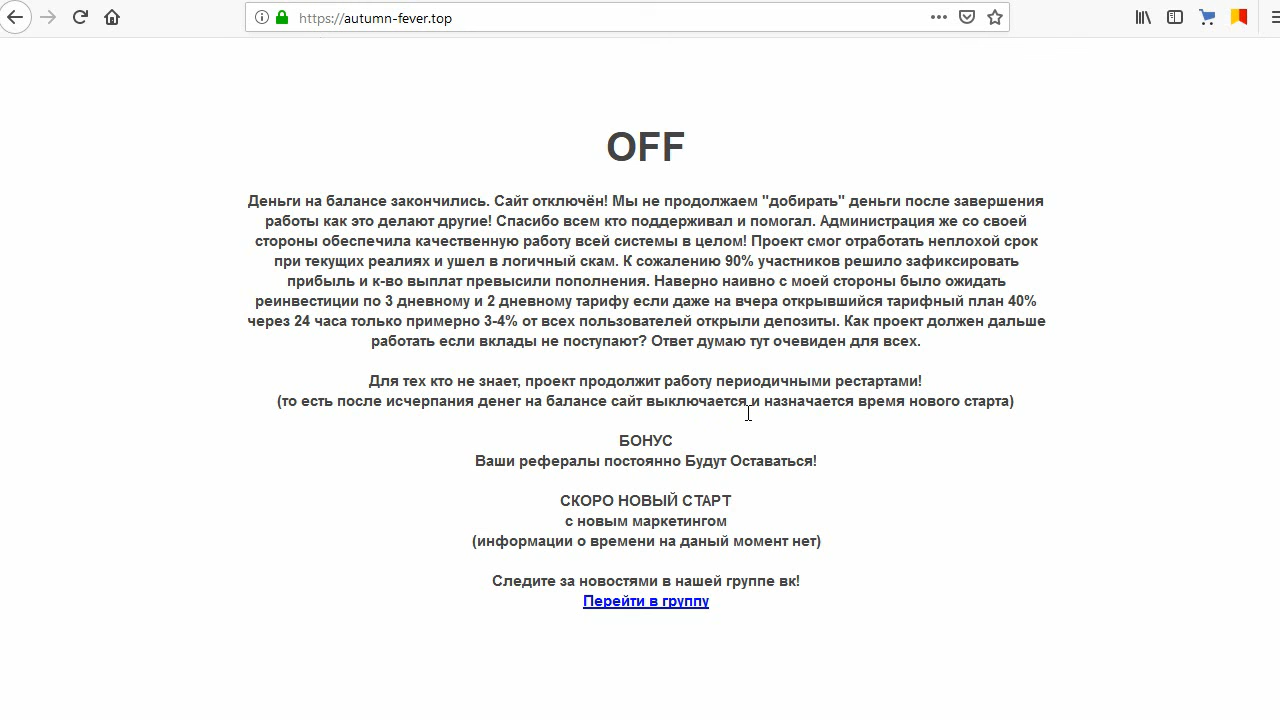 https://autumn-fever.top
OFF
Деньги на балансе закончились. Сайт отключён! Мы не продолжаем "добирать" деньги после завершения
работы как это делают другие! Спасибо всем кто поддерживал и помогал. Администрация же со своей
стороны обеспечила качественную работу всей системы в целом! Проект смог отработать неплохой срок
при текущих реалиях и ушел в логичный скам. К сожалению 90% участников решило зафиксировать
прибыль и к-во выплат превысили пополнения. Наверно наивно с моей стороны было ожидать
реинвестиции по 3 дневному и 2 дневному тарифу если даже на вчера открывшийся тарифный план 40%
через 24 часа только примерно 3-4% от всех пользователей открыли депозиты. Как проект должен дальше
работать если вклады не поступают? Ответ думаю тут очевиден для всех.
Для тех кто не знает, проект продолжит работу периодичными рестартами!
(то есть после исчерпания денег на балансе сайт выключается и назначается время нового старта)
БОНУС
Ваши рефералы постоянно Будут Оставаться!
СКОРО НОВЫЙ СТАРТ
с новым маркетингом
(информации о времени на даный момент нет)
Следите за новостями в нашей группе вк!
Перейти в группу